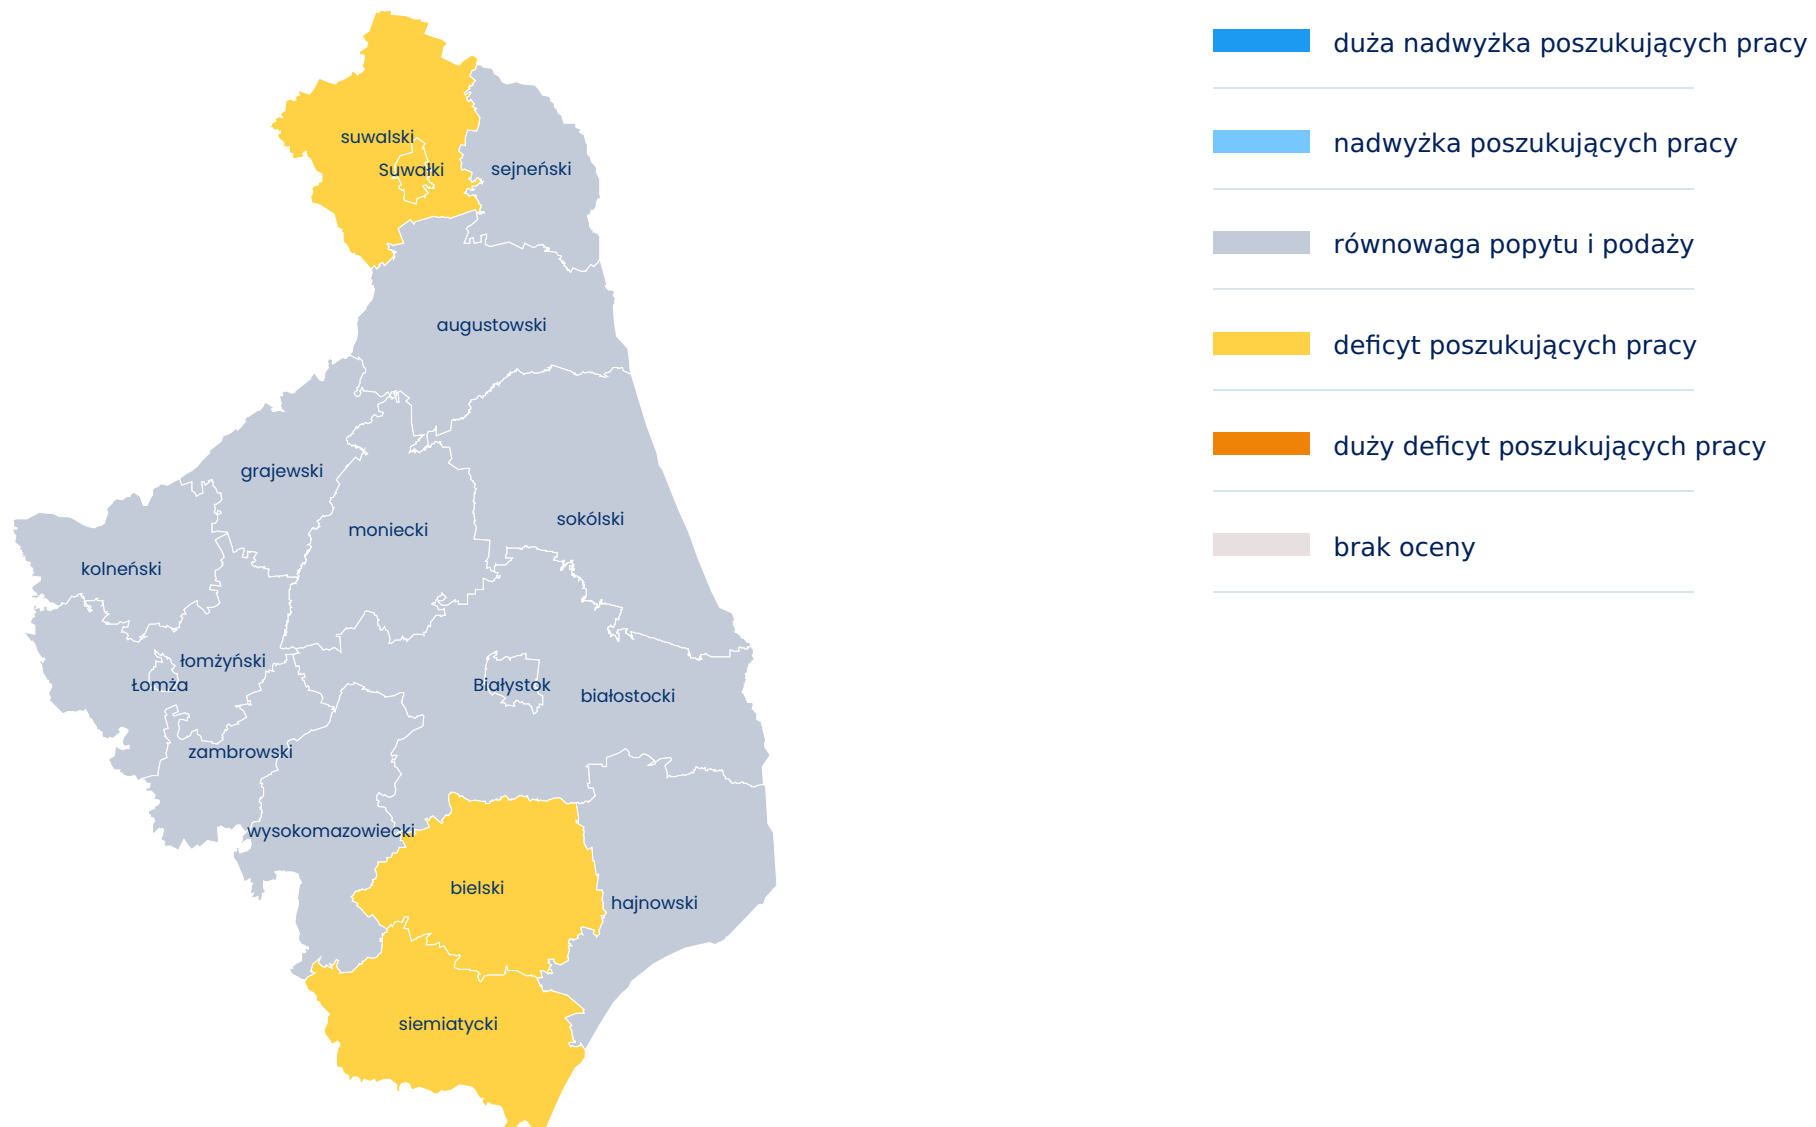 suwalski
Suwałki
sejneński
augustowski
grajewski
moniecki
sokólski
kolneński
łomżyński
Łomża
Białystok
białostocki
zambrowski
wysokomazowiecki
bielski
hajnowski
siemiatycki
duża nadwyżka poszukujących pracy
nadwyżka poszukujących pracy
równowaga popytu i podaży
deficyt poszukujących pracy
duży deficyt poszukujących pracy
brak oceny